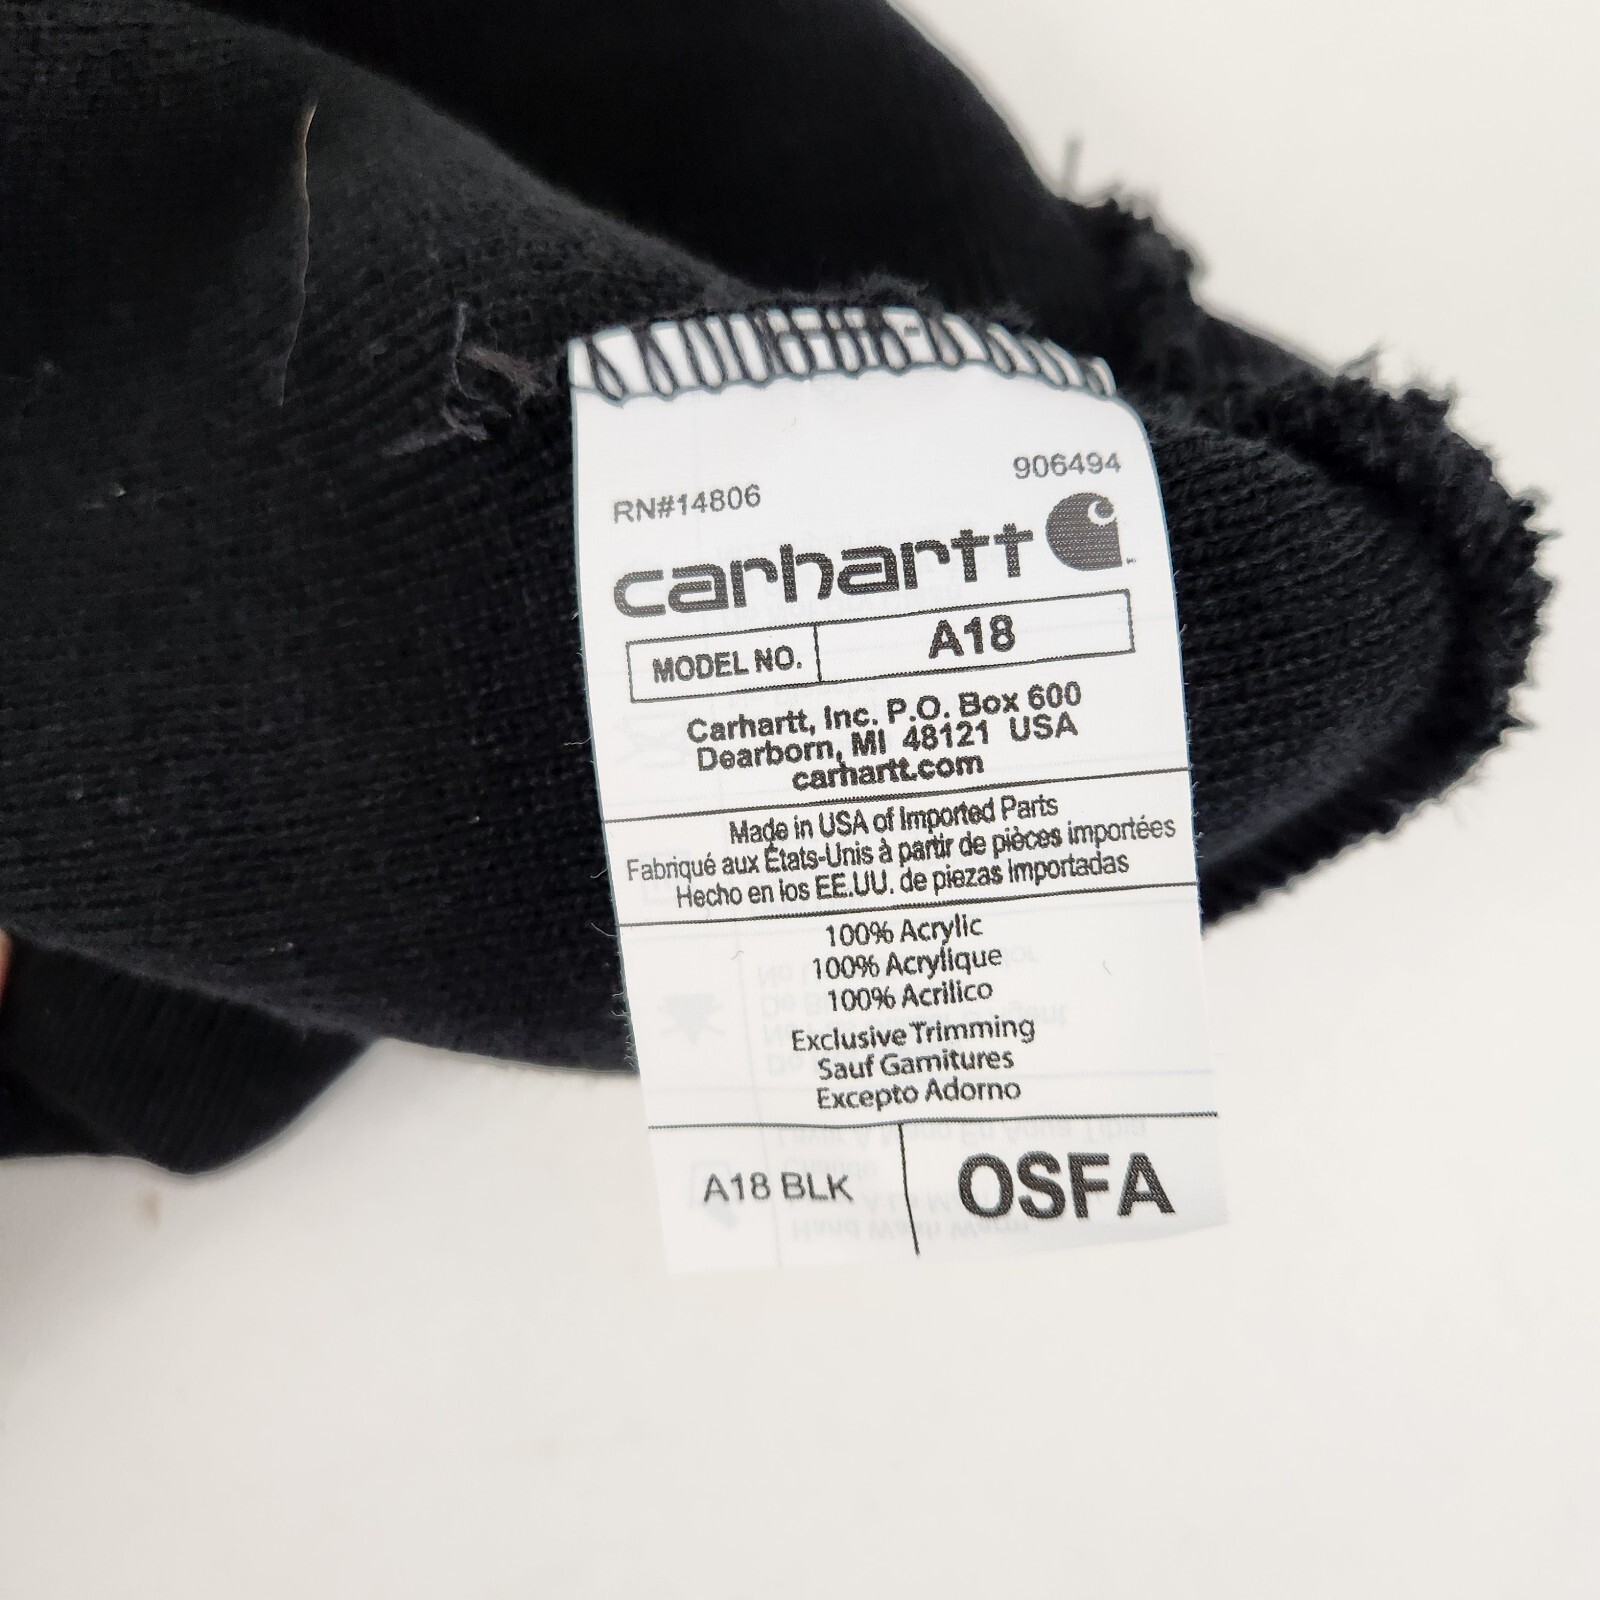 906494
RN#14806
carhartt
MODEL NO. A18
Carhartt, Inc. P.O. Box 600
Dearborn, MI 48121 USA
carhartt.com
Made in USA of Imported Parts
Fabriqué aux États-Unis à partir de pièces importées
Hecho en los EE.UU. de piezas Importadas
100% Acrylic
100% Acrylique
100% Acrilico
Exclusive Trimming
Sauf Garnitures
Excepto Adorno
A18 BLK OSFA